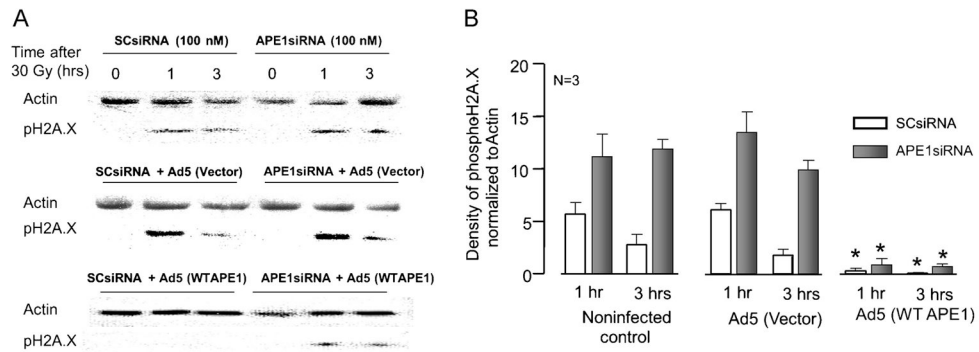 A
SCsiRNA (100 nM) APE1siRNA (100 nM)
Time after
30 Gy (hrs)
0 1 3 0 1 3
Actin
pH2A.X
SCsiRNA + Ad5 (Vector) APE1siRNA + Ad5 (Vector)
Actin
pH2A.X
SCsiRNA + Ad5 (WTAPE1) APE1siRNA + Ad5 (WTAPE1)
Actin
pH2A.X
B
Density of phosphoH2A.X
normalized toActin
20
15
10
5
0
N=3
SCsiRNA
APE1siRNA
* * * *
1 hr 3 hrs 1 hr 3 hrs 1 hr 3 hrs
Noninfected
control
Ad5 (Vector)
Ad5 (WT APE1)